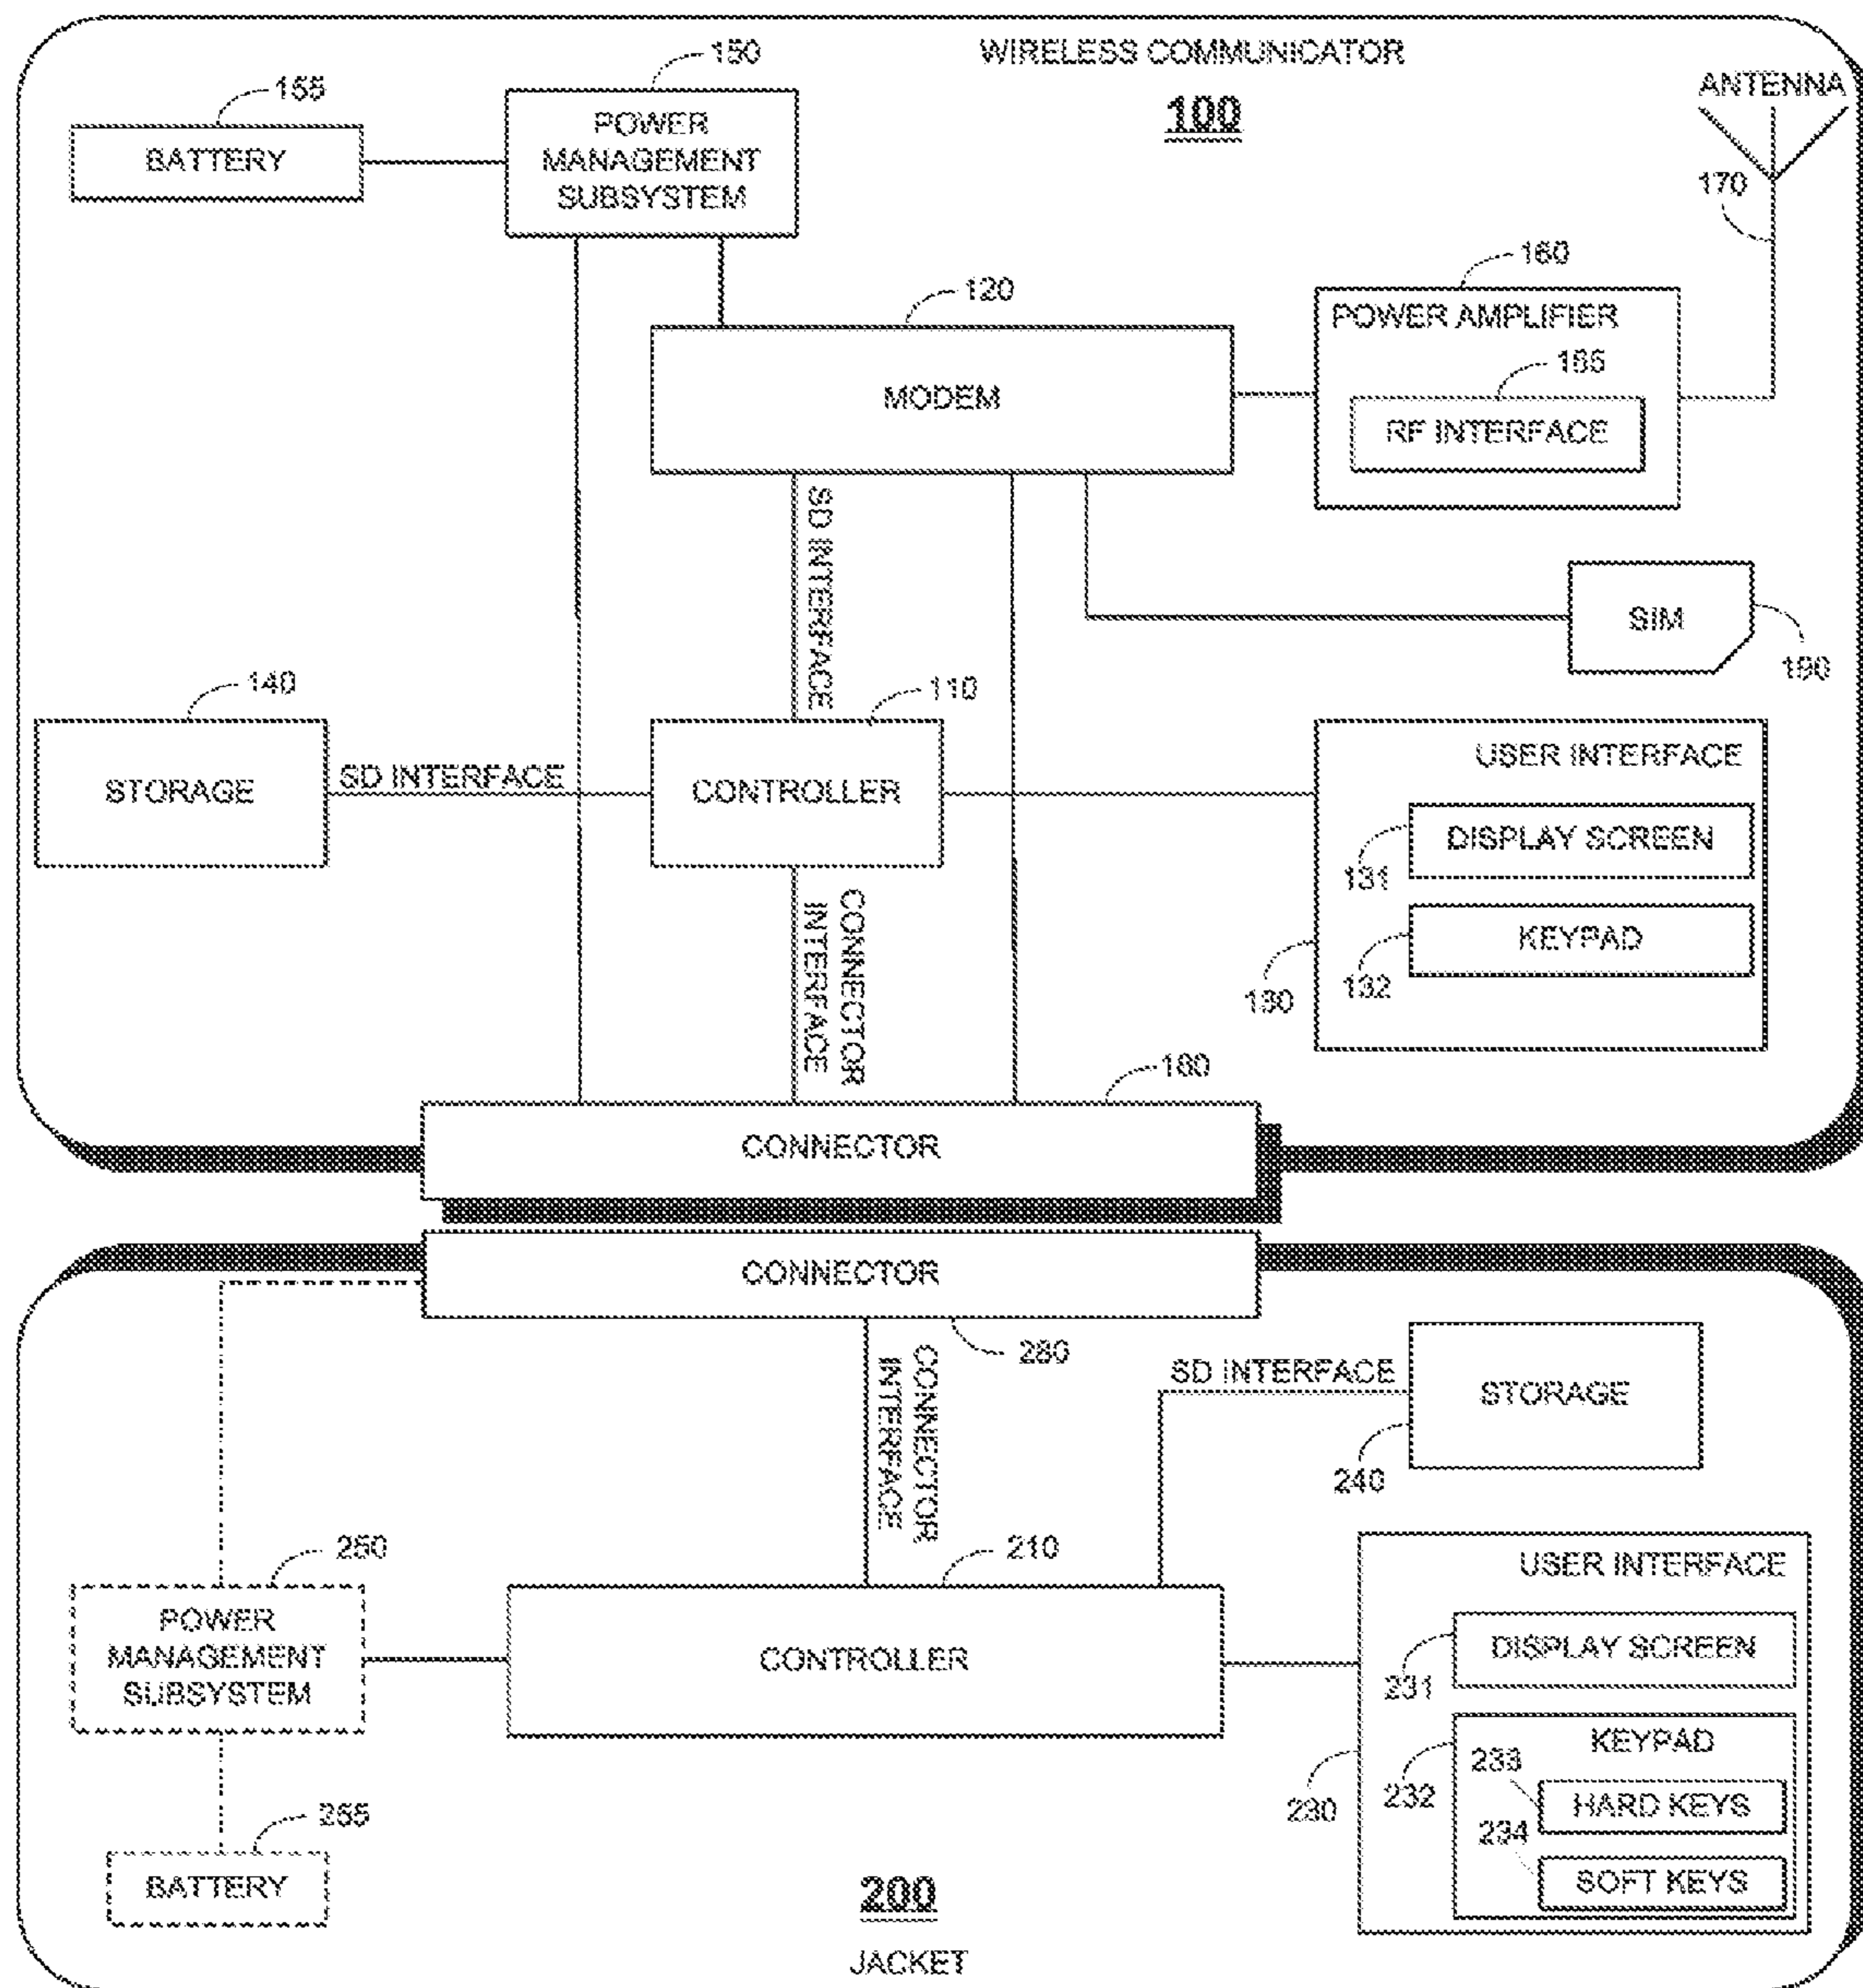 WIRELESS COMMUNICATOR
100
ANTENNA
170
155
BATTERY
150
POWER
MANAGEMENT
SUBSYSTEM
120
MODEM
160
POWER AMPLIFIER
165
RF INTERFACE
SD INTERFACE
SIM
190
140
STORAGE
SD INTERFACE
110
CONTROLLER
USER INTERFACE
DISPLAY SCREEN
131
KEYPAD
132
130
CONNECTOR
INTERFACE
180
CONNECTOR
CONNECTOR
280
CONNECTOR
INTERFACE
SD INTERFACE
STORAGE
240
250
POWER
MANAGEMENT
SUBSYSTEM
210
CONTROLLER
USER INTERFACE
DISPLAY SCREEN
231
KEYPAD
232
233
HARD KEYS
234
SOFT KEYS
230
255
BATTERY
200
JACKET